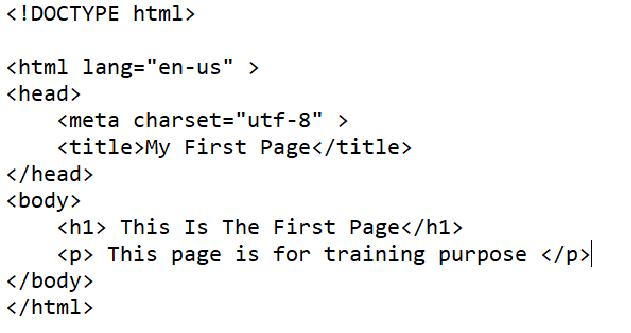 <!DOCTYPE html>
<html lang="en-us" >
<head>
<meta charset="utf-8" >
<title>My First Page</title>
</head>
<body>
<h1> This Is The First Page</h1>
<p> This page is for training purpose </p>
</body>
</html>